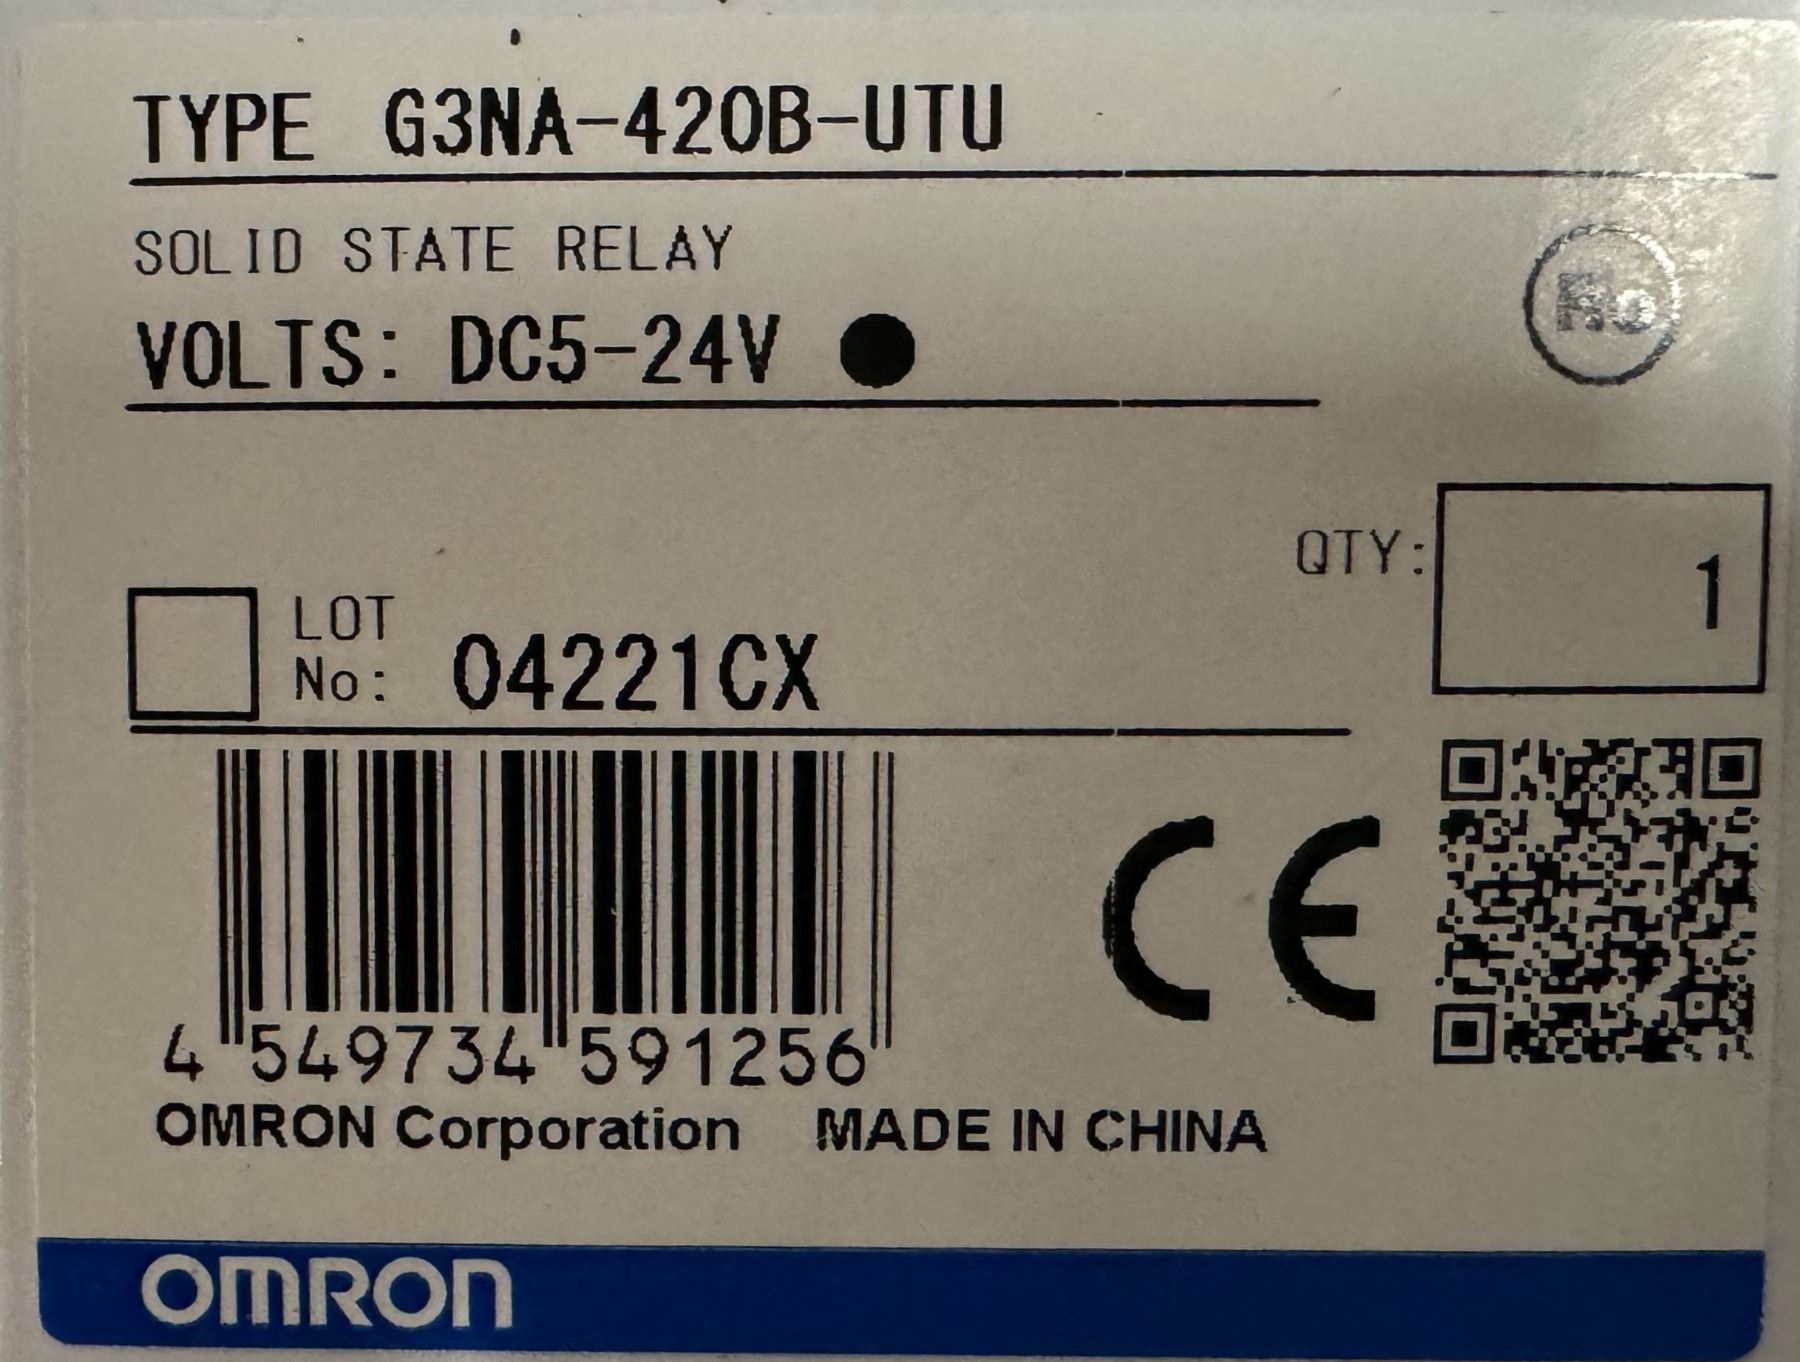 TYPE G3NA-420B-UTU
SOLID STATE RELAY
VOLTS: DC5-24V ●
QTY: 1
LOT
No: 04221CX
4 549734 591256
CE
OMRON Corporation MADE IN CHINA
OMRON